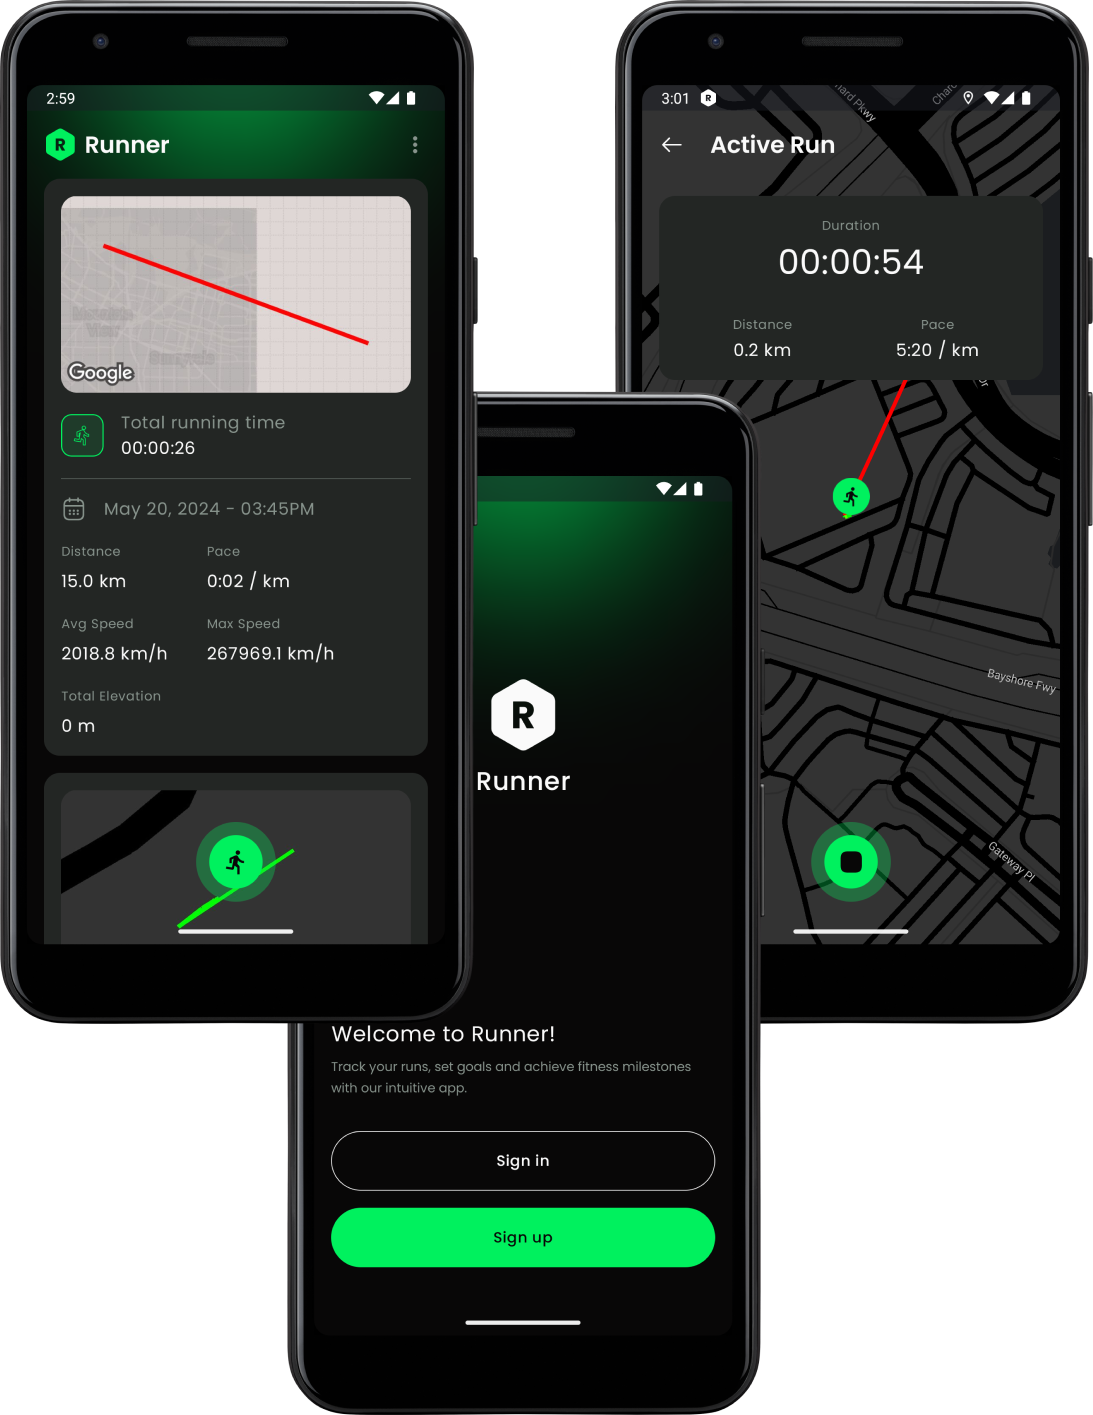 2:59
R Runner
Google
Total running time
00:00:26
May 20, 2024 - 03:45PM
Distance
Pace
15.0 km
0:02 / km
Avg Speed
Max Speed
2018.8 km/h
267969.1 km/h
Total Elevation
0 m
R
Runner
Welcome to Runner!
Track your runs, set goals and achieve fitness milestones
with our intuitive app.
Sign in
Sign up
3:01 R
Active Run
Duration
00:00:54
Distance
Pace
0.2 km
5:20 / km
Dr
Bayshore Fwy
Gateway Pl